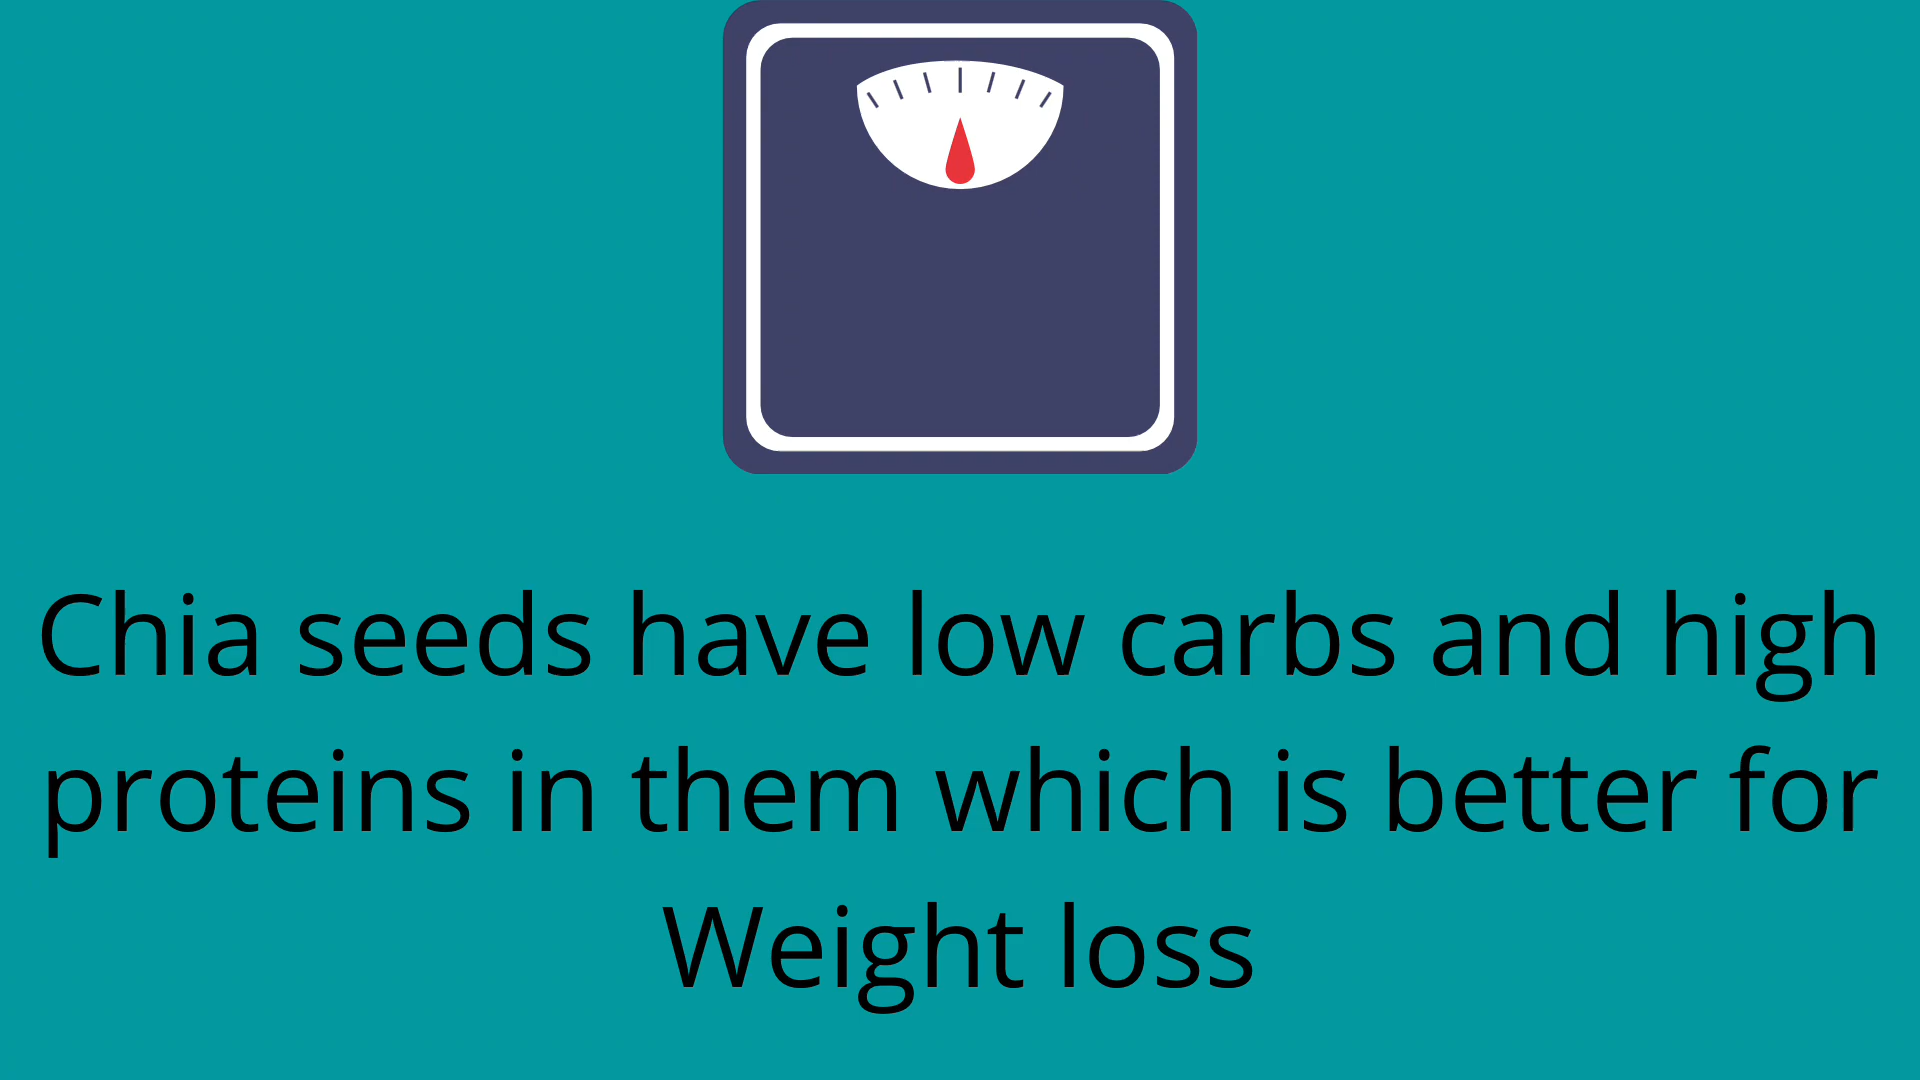 Chia seeds have low carbs and high
proteins in them which is better for
Weight loss